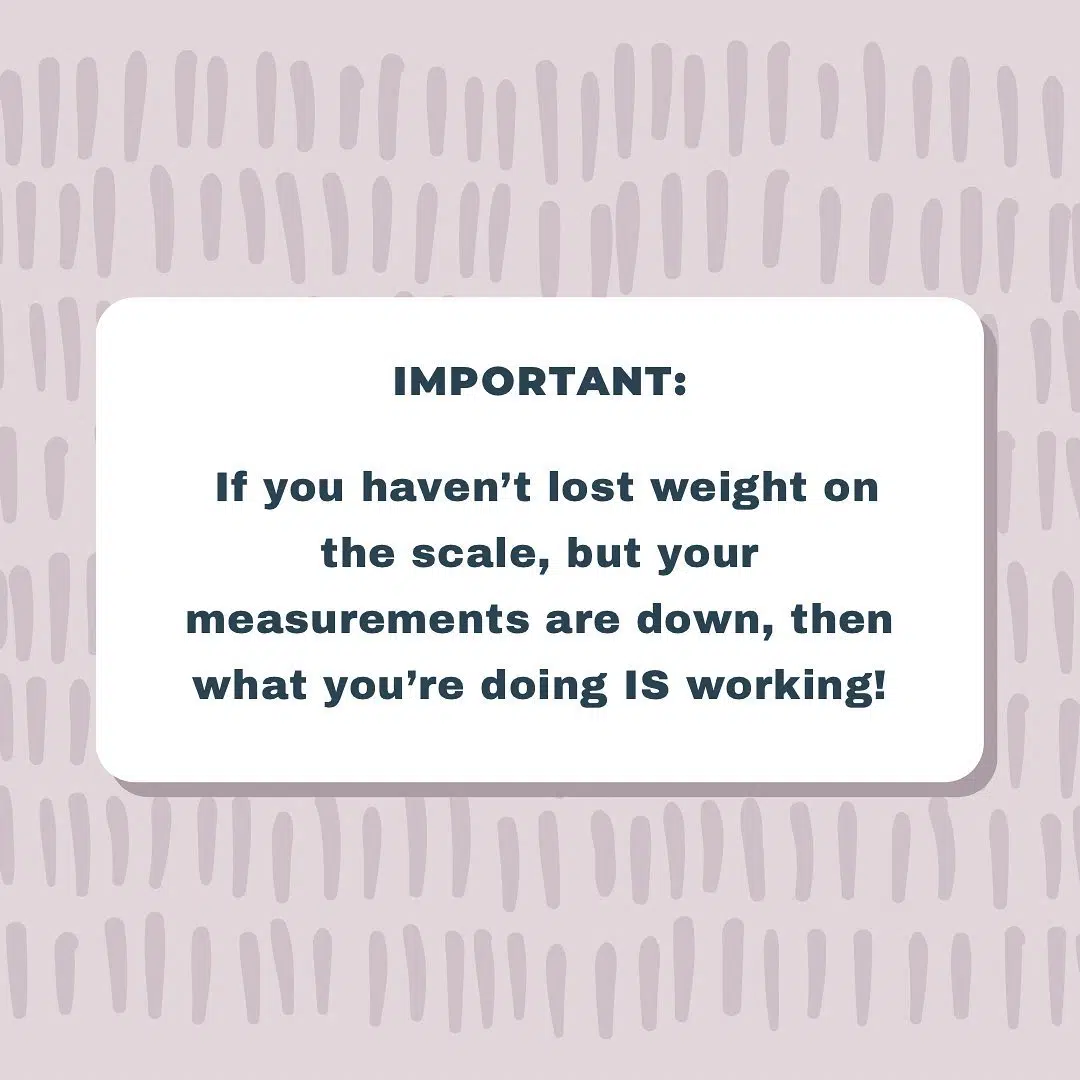 IMPORTANT:
If you haven’t lost weight on
the scale, but your
measurements are down, then
what you’re doing IS working!